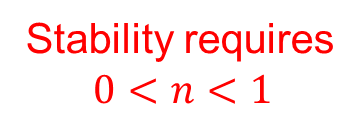 Stability requires
0 < n < 1